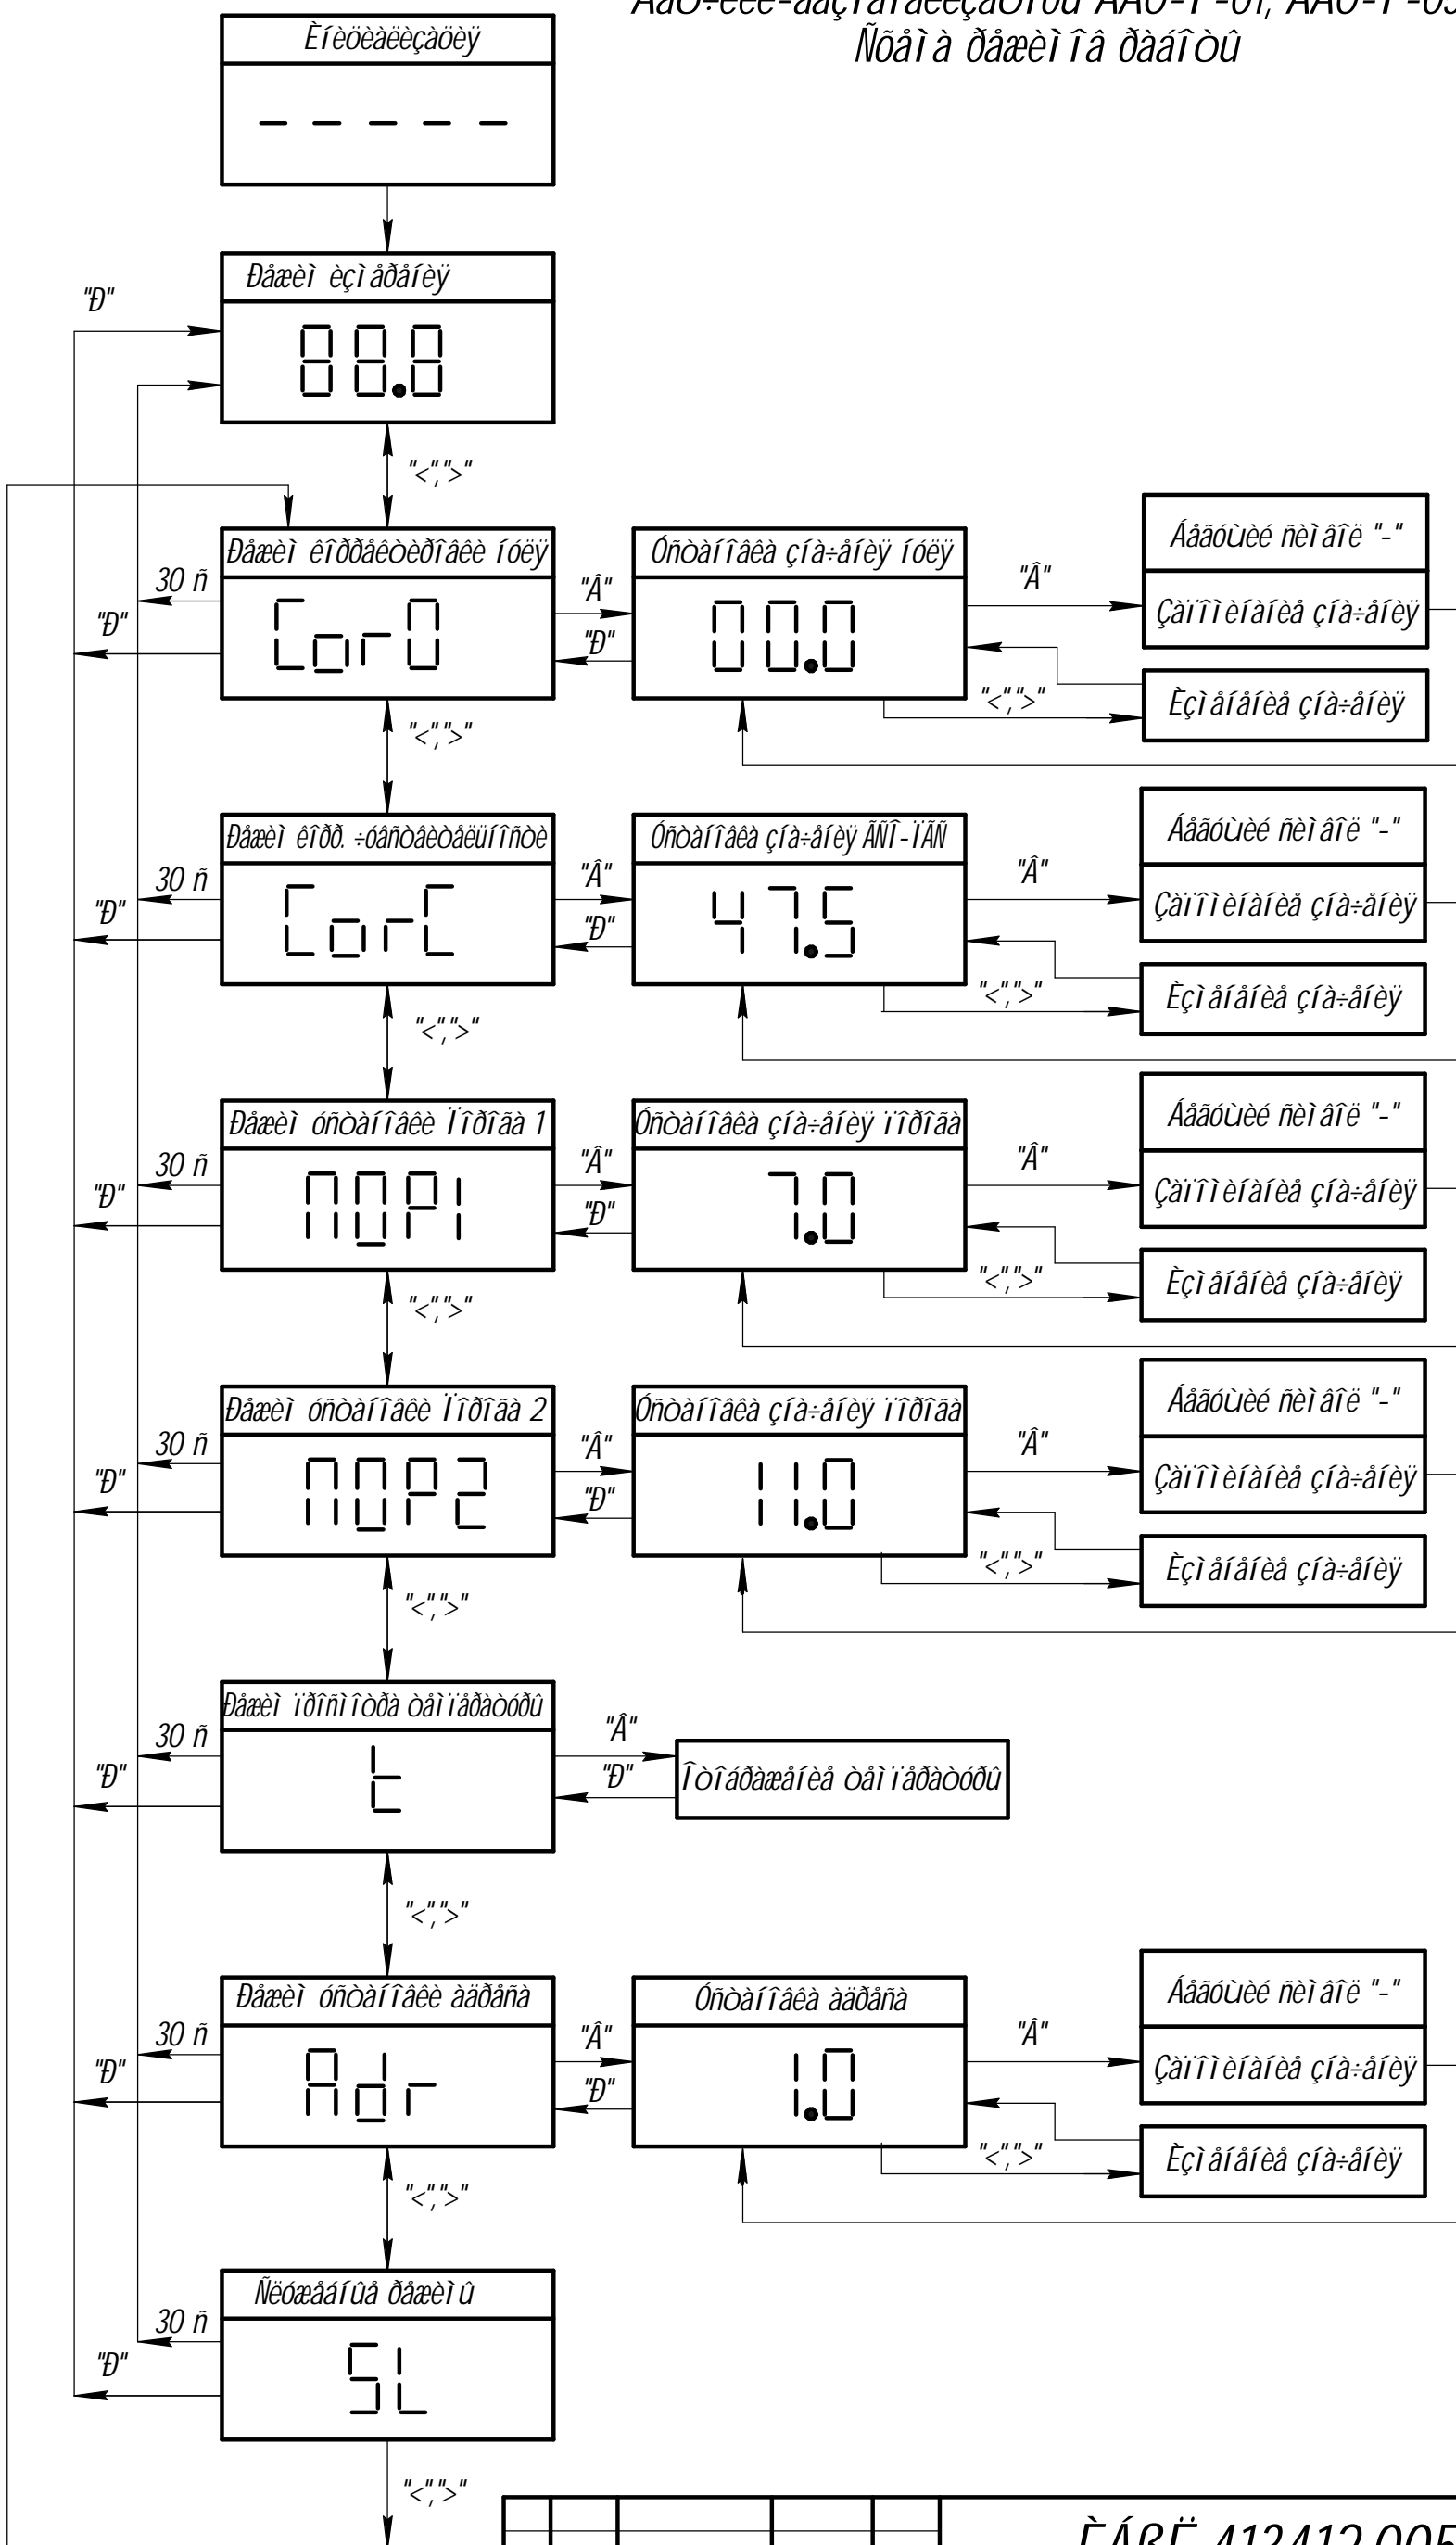 Ñõåìà ðåæèìîâ ðàáîòû
Èíèöèàëèçàöèÿ
- - - - -
Ðåæèì èçìåðåíèÿ
88.8
"Ð"
"<",">"
Ðåæèì êîððåêòèðîâêè íóëÿ
Cor0
30 ñ
"Ð"
"Â"
"Ð"
Óñòàíîâêà çíà÷åíèÿ íóëÿ
00.0
"Â"
"<",">"
Áåãóùèé ñèìâîë "-"
Çàïîìèíàíèå çíà÷åíèÿ
Èçìåíåíèå çíà÷åíèÿ
"<",">"
Ðåæèì êîðð. ÷óâñòâèòåëüíîñòè
CorC
30 ñ
"Ð"
"Â"
"Ð"
Óñòàíîâêà çíà÷åíèÿ ÃÑÎ-ÏÃÑ
47.5
"Â"
"<",">"
Áåãóùèé ñèìâîë "-"
Çàïîìèíàíèå çíà÷åíèÿ
Èçìåíåíèå çíà÷åíèÿ
"<",">"
Ðåæèì óñòàíîâêè Ïîðîãà 1
ПОР1
30 ñ
"Ð"
"Â"
"Ð"
Óñòàíîâêà çíà÷åíèÿ ïîðîãà
7.0
"Â"
"<",">"
Áåãóùèé ñèìâîë "-"
Çàïîìèíàíèå çíà÷åíèÿ
Èçìåíåíèå çíà÷åíèÿ
"<",">"
Ðåæèì óñòàíîâêè Ïîðîãà 2
ПОР2
30 ñ
"Ð"
"Â"
"Ð"
Óñòàíîâêà çíà÷åíèÿ ïîðîãà
11.0
"Â"
"<",">"
Áåãóùèé ñèìâîë "-"
Çàïîìèíàíèå çíà÷åíèÿ
Èçìåíåíèå çíà÷åíèÿ
"<",">"
Ðåæèì ïðîñìîòðà òåìïåðàòóðû
t
30 ñ
"Ð"
"Â"
"Ð"
Îòîáðàæåíèå òåìïåðàòóðû
"<",">"
Ðåæèì óñòàíîâêè àäðåñà
Adr
30 ñ
"Ð"
"Â"
"Ð"
Óñòàíîâêà àäðåñà
1.0
"Â"
"<",">"
Áåãóùèé ñèìâîë "-"
Çàïîìèíàíèå çíà÷åíèÿ
Èçìåíåíèå çíà÷åíèÿ
"<",">"
Ñëóæåáíûå ðåæèìû
SL
30 ñ
"Ð"
"<",">"